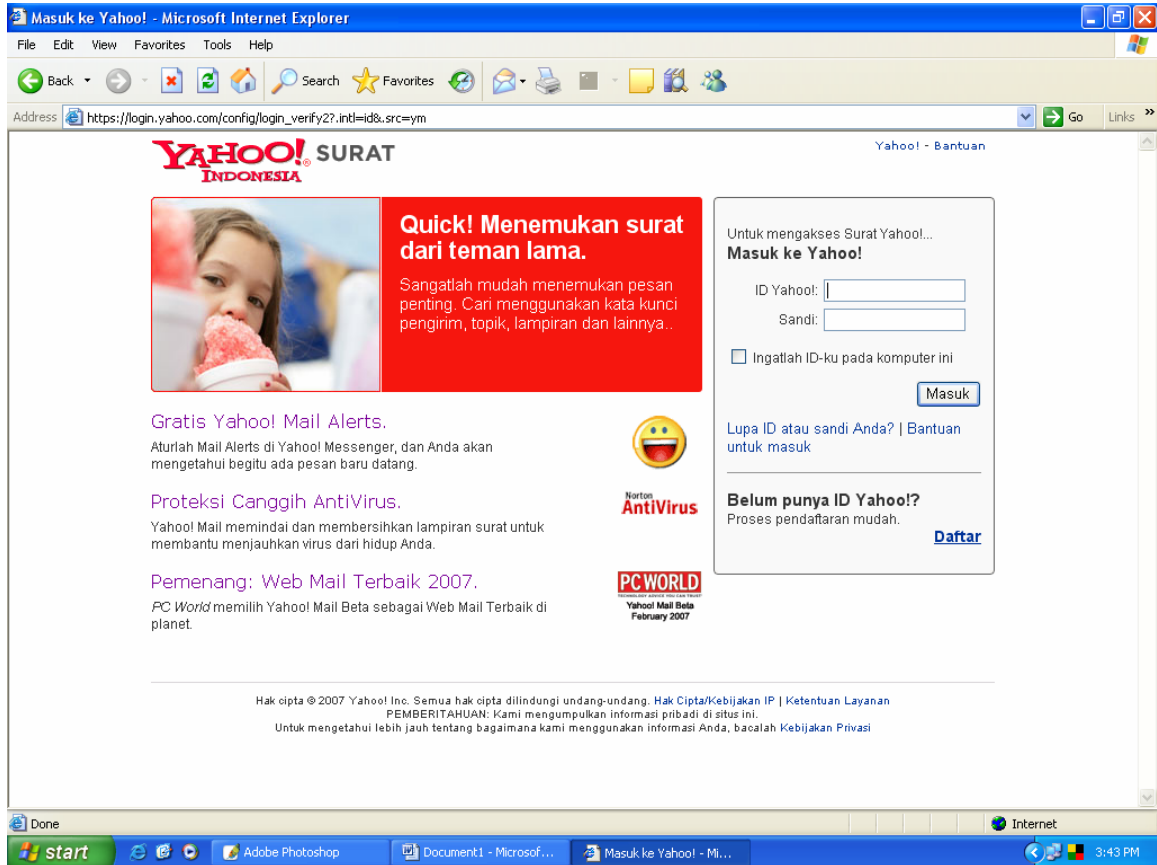 Masuk ke Yahoo! - Microsoft Internet Explorer
File Edit View Favorites Tools Help
Back Search Favorites
Address https://login.yahoo.com/config/login_verify2?.intl=id&.src=ym Go Links »
YAHOO! SURAT
INDONESIA
Yahoo! - Bantuan
Quick! Menemukan surat
dari teman lama.
Sangatlah mudah menemukan pesan
penting. Cari menggunakan kata kunci
pengirim, topik, lampiran dan lainnya..
Gratis Yahoo! Mail Alerts.
Aturlah Mail Alerts di Yahoo! Messenger, dan Anda akan
mengetahui begitu ada pesan baru datang.
Proteksi Canggih AntiVirus.
Yahoo! Mail memindai dan membersihkan lampiran surat untuk
membantu menjauhkan virus dari hidup Anda.
Norton
AntiVirus
Pemenang: Web Mail Terbaik 2007.
PC World memilih Yahoo! Mail Beta sebagai Web Mail Terbaik di
planet.
PC WORLD
TECHNOLOGY ADVICE YOU CAN TRUST
Yahoo! Mail Beta
February 2007
Untuk mengakses Surat Yahoo!...
Masuk ke Yahoo!
ID Yahoo!:
Sandi:
Ingatlah ID-ku pada komputer ini
Masuk
Lupa ID atau sandi Anda? | Bantuan
untuk masuk
Belum punya ID Yahoo!?
Proses pendaftaran mudah.
Daftar
Hak cipta © 2007 Yahoo! Inc. Semua hak cipta dilindungi undang-undang. Hak Cipta/Kebijakan IP | Ketentuan Layanan
PEMBERITAHUAN: Kami mengumpulkan informasi pribadi di situs ini.
Untuk mengetahui lebih jauh tentang bagaimana kami menggunakan informasi Anda, bacalah Kebijakan Privasi
Done Internet
start Adobe Photoshop Document1 - Microsof... Masuk ke Yahoo! - Mi... 3:43 PM